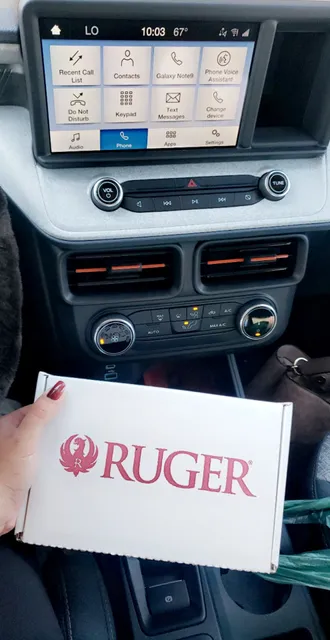 LO 10:03 67°
Recent Call
List
Contacts
Galaxy Note8
Phone Voice
Assistant
Do Not
Disturb
Keypad
Text
Messages
Change
device
Audio Phone Apps Settings
VOL TUNE
AUTO MAX A/C
A/C
R
RUGER®